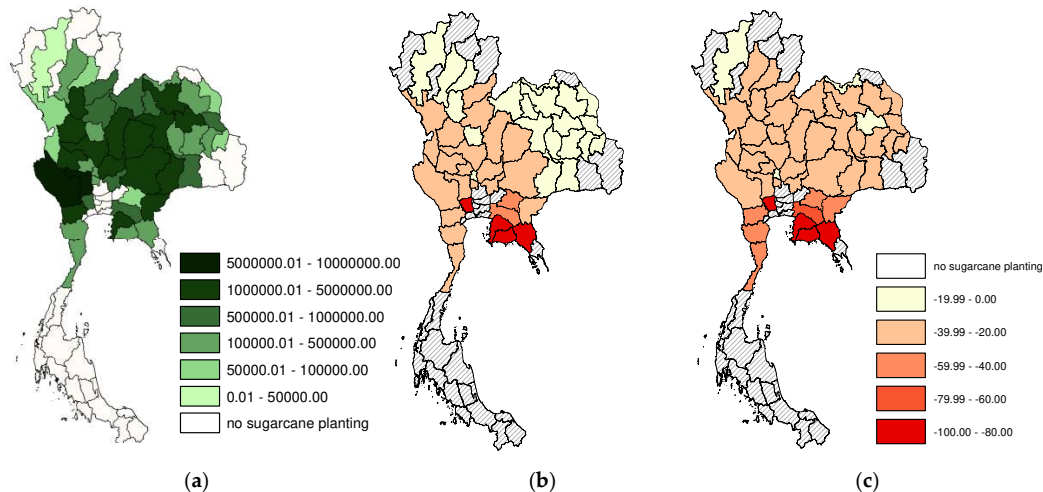 5000000.01 - 10000000.00
1000000.01 - 5000000.00
500000.01 - 1000000.00
100000.01 - 500000.00
50000.01 - 100000.00
0.01 - 50000.00
no sugarcane planting
no sugarcane planting
-19.99 - 0.00
-39.99 - -20.00
-59.99 - -40.00
-79.99 - -60.00
-100.00 - -80.00
(a)
(b)
(c)